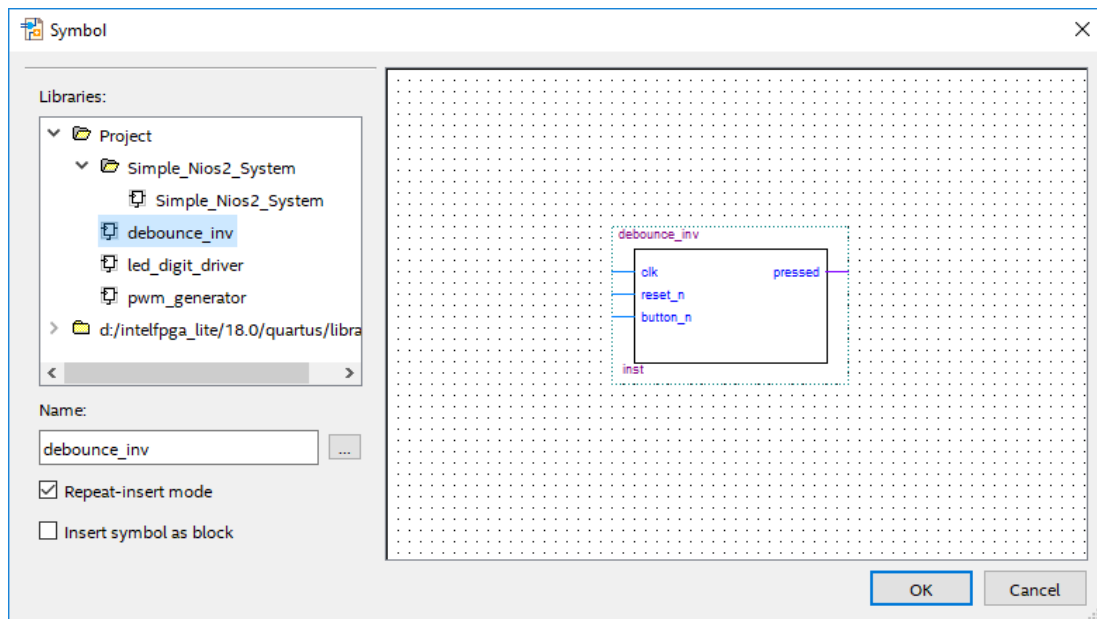 Symbol
Libraries:
Project
Simple_Nios2_System
Simple_Nios2_System
debounce_inv
led_digit_driver
pwm_generator
d:/intelfpga_lite/18.0/quartus/libra
Name:
debounce_inv
...
Repeat-insert mode
Insert symbol as block
debounce_inv
clk pressed
reset_n
button_n
inst
OK Cancel